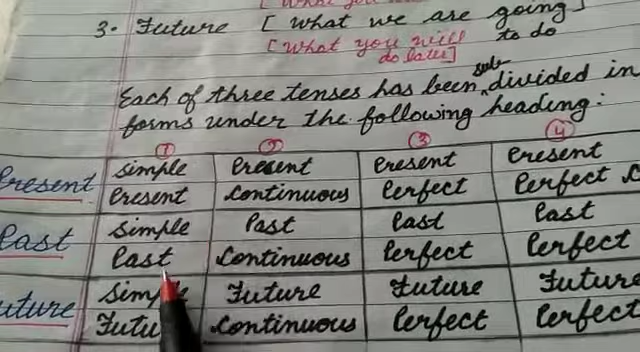 3. Future [What we are going]
to do
[What you will
do later]
Each of three tenses has been sub divided in
forms under the following heading:
1 2 3 4
Present Simple Present Present Present
Present Continuous Perfect Perfect C
Past Simple Past Past Past
Past Continuous Perfect Perfect
uture Simple Future Future Future
Futu Continuous Perfect Perfect